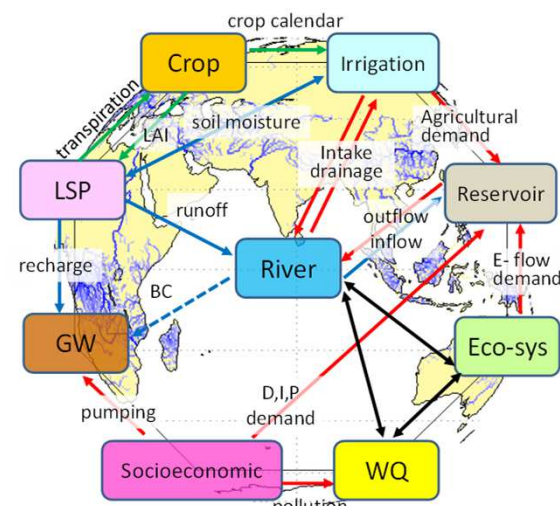 crop calendar
Crop
Irrigation
transpiration
LAI
soil moisture
Agricultural
demand
Intake
drainage
LSP
Reservoir
runoff
outflow
inflow
recharge
River
E- flow
demand
BC
GW
Eco-sys
pumping
D,I,P
demand
Socioeconomic
WQ
pollution